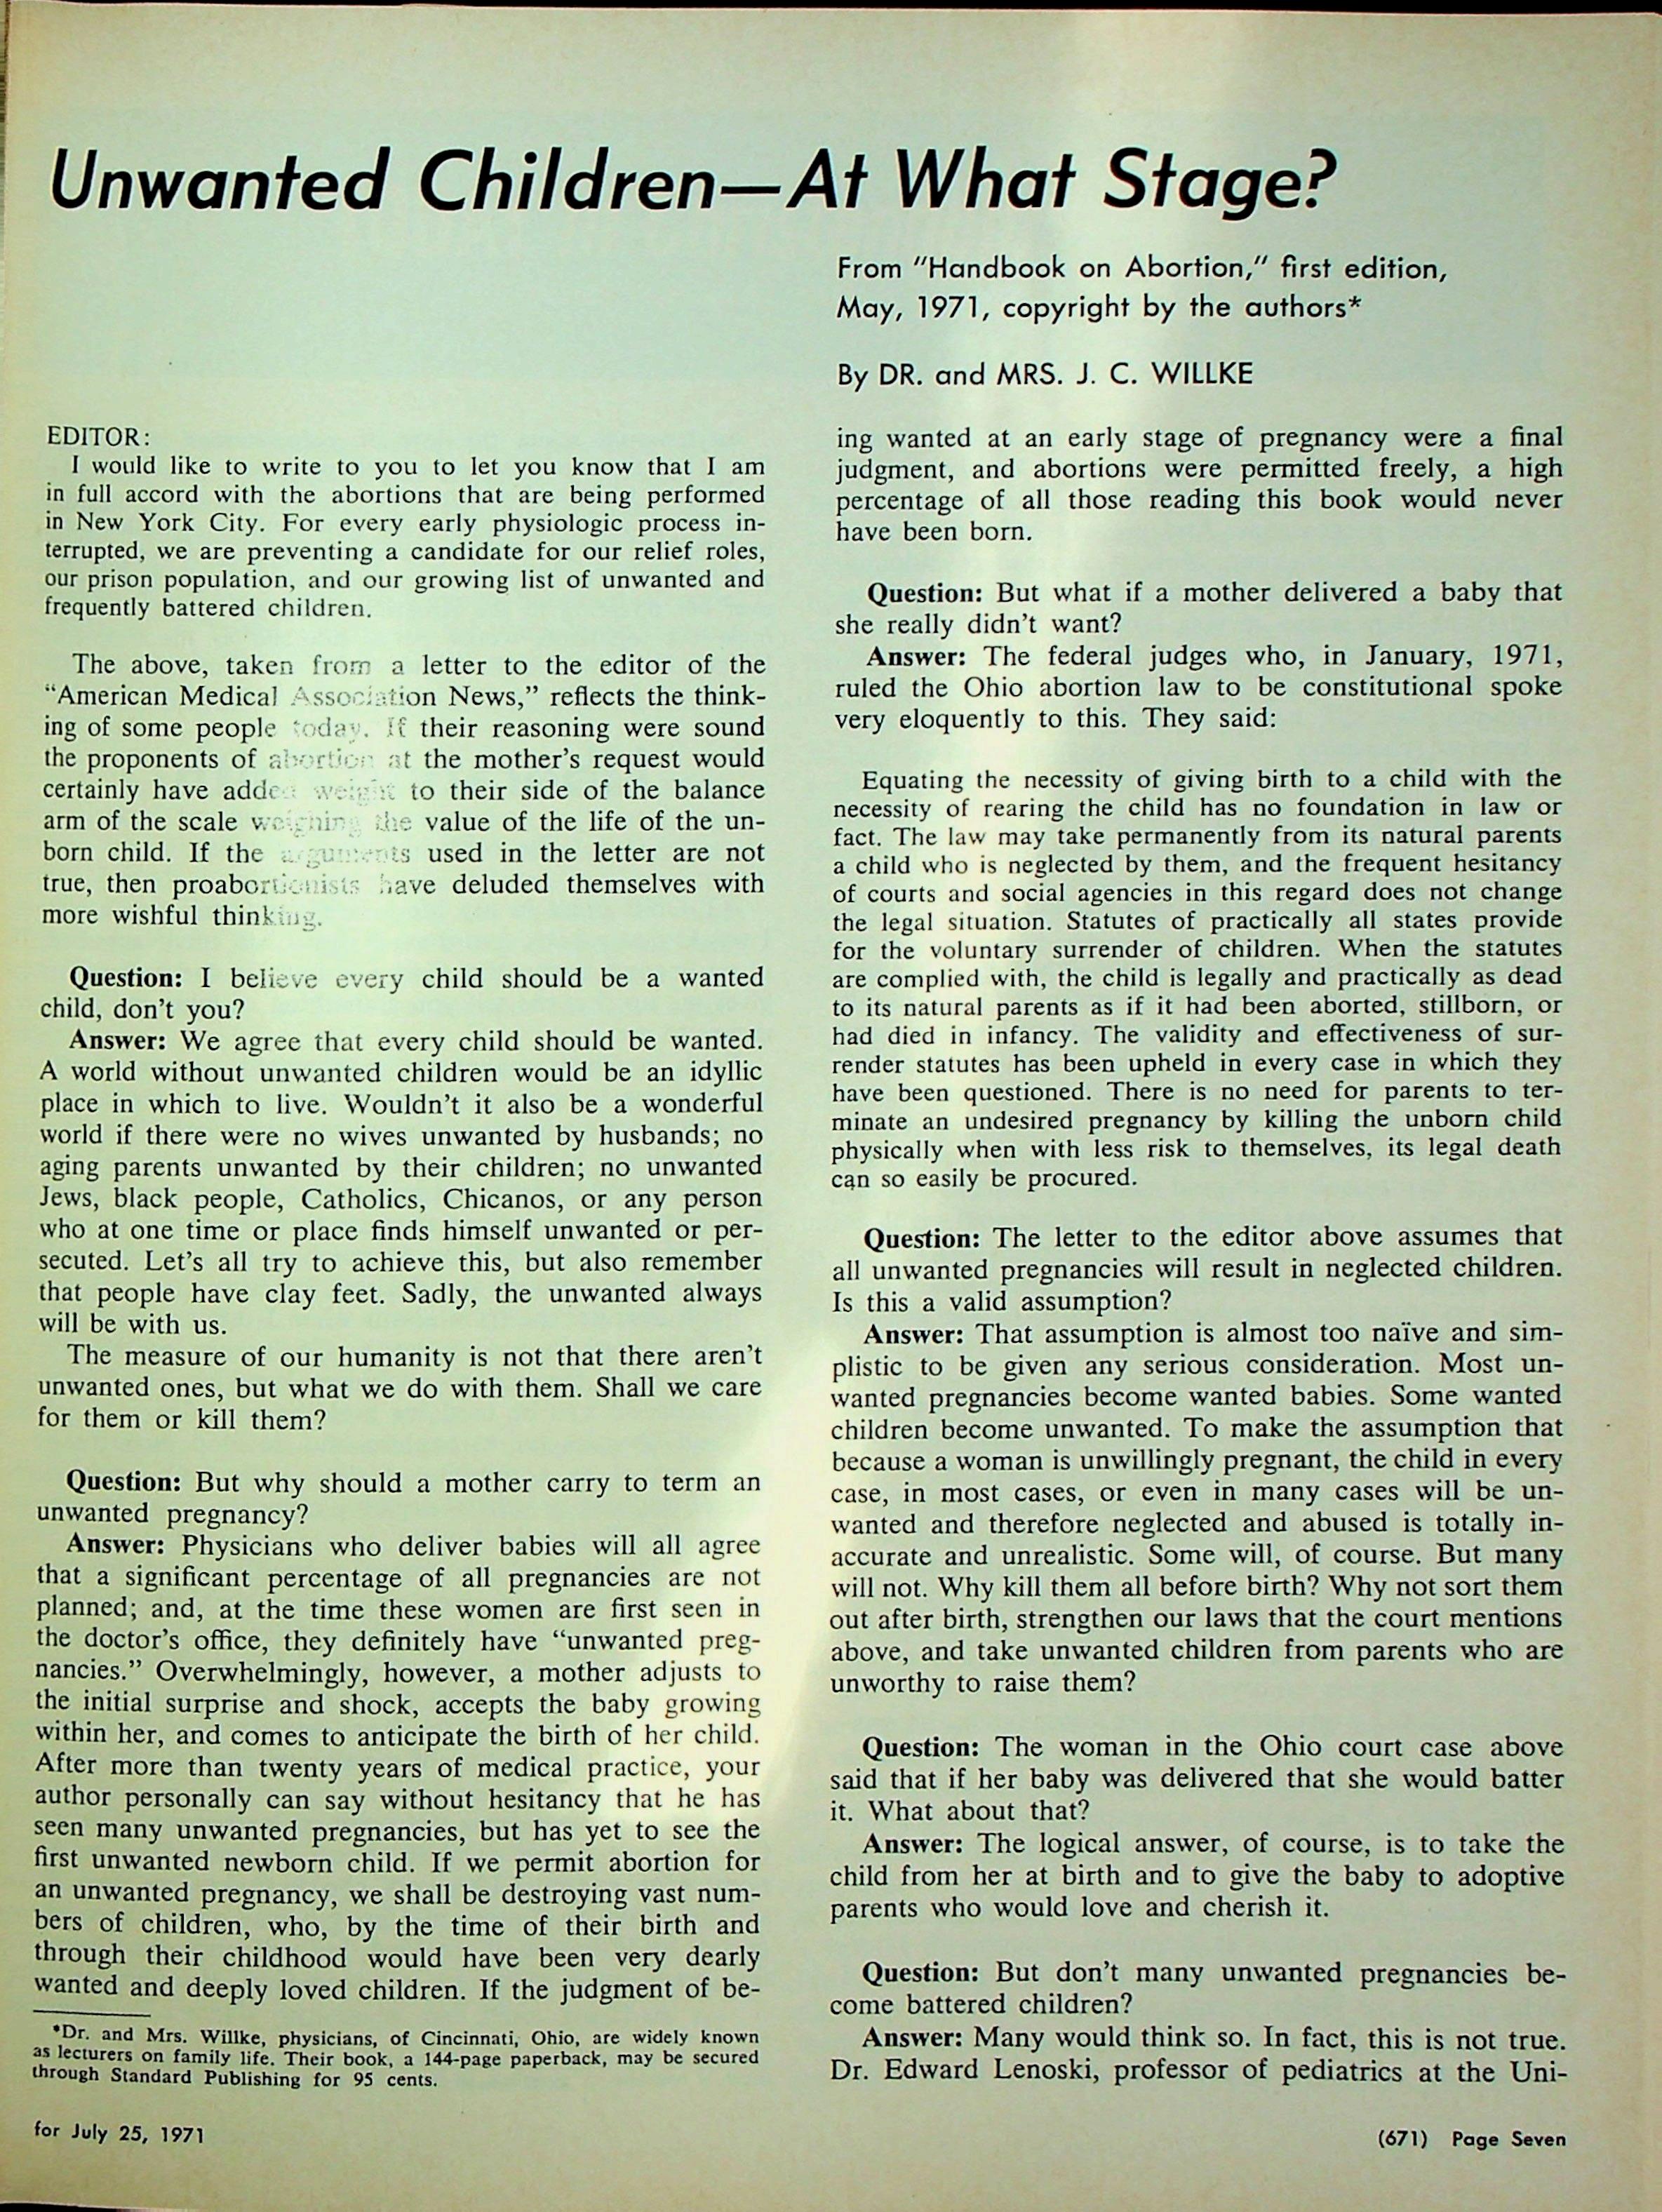 Unwanted Children—At What Stage?
From "Handbook on Abortion," first edition,
May, 1971, copyright by the authors*
By DR. and MRS. J. C. WILLKE
EDITOR:
I would like to write to you to let you know that I am
in full accord with the abortions that are being performed
in New York City. For every early physiologic process in-
terrupted, we are preventing a candidate for our relief roles,
our prison population, and our growing list of unwanted and
frequently battered children.
The above, taken from a letter to the editor of the
“American Medical Association News,” reflects the think-
ing of some people today. If their reasoning were sound
the proponents of abortion at the mother's request would
certainly have added weight to their side of the balance
arm of the scale weighing the value of the life of the un-
born child. If the arguments used in the letter are not
true, then proabortionists have deluded themselves with
more wishful thinking.
Question: I believe every child should be a wanted
child, don't you?
Answer: We agree that every child should be wanted.
A world without unwanted children would be an idyllic
place in which to live. Wouldn't it also be a wonderful
world if there were no wives unwanted by husbands; no
aging parents unwanted by their children; no unwanted
Jews, black people, Catholics, Chicanos, or any person
who at one time or place finds himself unwanted or per-
secuted. Let's all try to achieve this, but also remember
that people have clay feet. Sadly, the unwanted always
will be with us.
The measure of our humanity is not that there aren't
unwanted ones, but what we do with them. Shall we care
for them or kill them?
Question: But why should a mother carry to term an
unwanted pregnancy?
Answer: Physicians who deliver babies will all agree
that a significant percentage of all pregnancies are not
planned; and, at the time these women are first seen in
the doctor's office, they definitely have “unwanted preg-
nancies.” Overwhelmingly, however, a mother adjusts to
the initial surprise and shock, accepts the baby growing
within her, and comes to anticipate the birth of her child.
After more than twenty years of medical practice, your
author personally can say without hesitancy that he has
seen many unwanted pregnancies, but has yet to see the
first unwanted newborn child. If we permit abortion for
an unwanted pregnancy, we shall be destroying vast num-
bers of children, who, by the time of their birth and
through their childhood would have been very dearly
wanted and deeply loved children. If the judgment of be-
*Dr. and Mrs. Willke, physicians, of Cincinnati, Ohio, are widely known
as lecturers on family life. Their book, a 144-page paperback, may be secured
through Standard Publishing for 95 cents.
ing wanted at an early stage of pregnancy were a final
judgment, and abortions were permitted freely, a high
percentage of all those reading this book would never
have been born.
Question: But what if a mother delivered a baby that
she really didn't want?
Answer: The federal judges who, in January, 1971,
ruled the Ohio abortion law to be constitutional spoke
very eloquently to this. They said:
Equating the necessity of giving birth to a child with the
necessity of rearing the child has no foundation in law or
fact. The law may take permanently from its natural parents
a child who is neglected by them, and the frequent hesitancy
of courts and social agencies in this regard does not change
the legal situation. Statutes of practically all states provide
for the voluntary surrender of children. When the statutes
are complied with, the child is legally and practically as dead
to its natural parents as if it had been aborted, stillborn, or
had died in infancy. The validity and effectiveness of sur-
render statutes has been upheld in every case in which they
have been questioned. There is no need for parents to ter-
minate an undesired pregnancy by killing the unborn child
physically when with less risk to themselves, its legal death
can so easily be procured.
Question: The letter to the editor above assumes that
all unwanted pregnancies will result in neglected children.
Is this a valid assumption?
Answer: That assumption is almost too naïve and sim-
plistic to be given any serious consideration. Most un-
wanted pregnancies become wanted babies. Some wanted
children become unwanted. To make the assumption that
because a woman is unwillingly pregnant, the child in every
case, in most cases, or even in many cases will be un-
wanted and therefore neglected and abused is totally in-
accurate and unrealistic. Some will, of course. But many
will not. Why kill them all before birth? Why not sort them
out after birth, strengthen our laws that the court mentions
above, and take unwanted children from parents who are
unworthy to raise them?
Question: The woman in the Ohio court case above
said that if her baby was delivered that she would batter
it. What about that?
Answer: The logical answer, of course, is to take the
child from her at birth and to give the baby to adoptive
parents who would love and cherish it.
Question: But don't many unwanted pregnancies be-
come battered children?
Answer: Many would think so. In fact, this is not true.
Dr. Edward Lenoski, professor of pediatrics at the Uni-
for July 25, 1971
(671) Page Seven